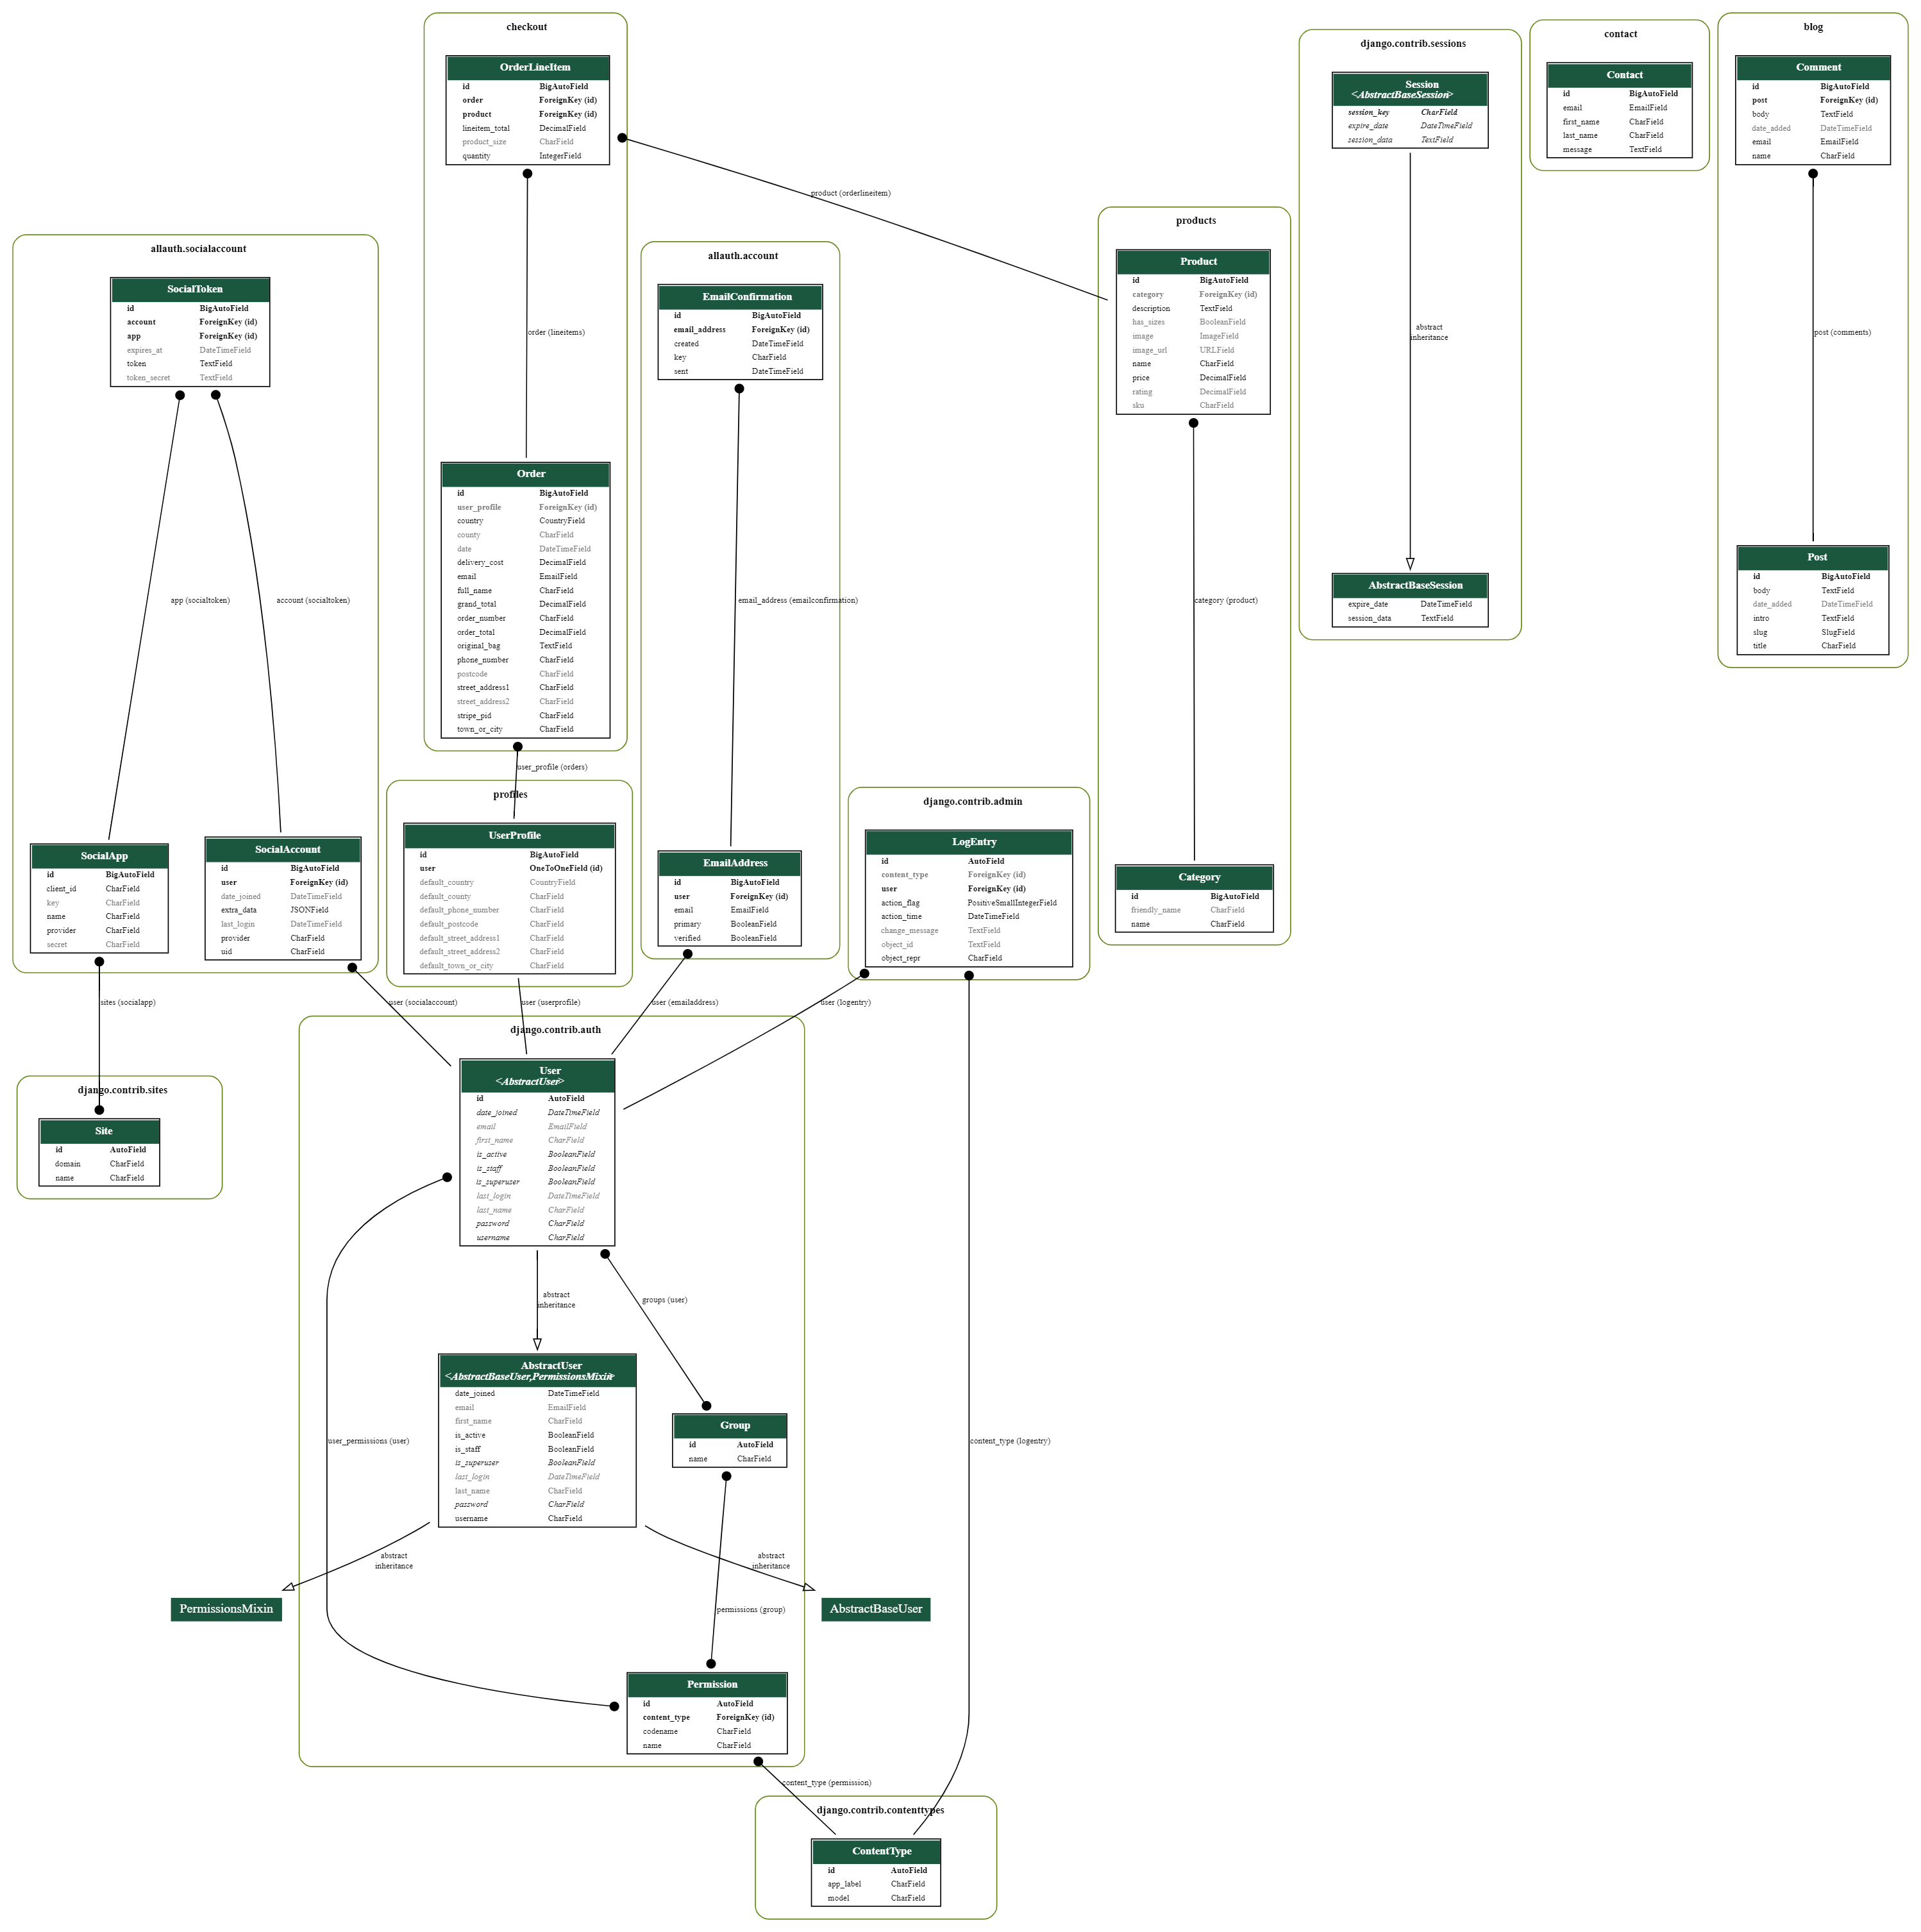 checkout
OrderLineItem
id BigAutoField
order ForeignKey (id)
product ForeignKey (id)
lineitem_total DecimalField
product_size CharField
quantity IntegerField
order (lineitems)
product (orderlineitem)
Order
id BigAutoField
user_profile ForeignKey (id)
country CountryField
county CharField
date DateTimeField
delivery_cost DecimalField
email EmailField
full_name CharField
grand_total DecimalField
order_number CharField
order_total DecimalField
original_bag TextField
phone_number CharField
postcode CharField
street_address1 CharField
street_address2 CharField
stripe_pid CharField
town_or_city CharField
user_profile (orders)
django.contrib.sessions
Session
<AbstractBaseSession>
session_key CharField
expire_date DateTimeField
session_data TextField
abstract
inheritance
AbstractBaseSession
expire_date DateTimeField
session_data TextField
contact
Contact
id BigAutoField
email EmailField
first_name CharField
last_name CharField
message TextField
blog
Comment
id BigAutoField
post ForeignKey (id)
body TextField
date_added DateTimeField
email EmailField
name CharField
post (comments)
Post
id BigAutoField
body TextField
date_added DateTimeField
intro TextField
slug SlugField
title CharField
products
Product
id BigAutoField
category ForeignKey (id)
description TextField
has_sizes BooleanField
image ImageField
image_url URLField
name CharField
price DecimalField
rating DecimalField
sku CharField
category (product)
Category
id BigAutoField
friendly_name CharField
name CharField
allauth.socialaccount
SocialToken
id BigAutoField
account ForeignKey (id)
app ForeignKey (id)
expires_at DateTimeField
token TextField
token_secret TextField
app (socialtoken)
account (socialtoken)
SocialApp
id BigAutoField
client_id CharField
key CharField
name CharField
provider CharField
secret CharField
SocialAccount
id BigAutoField
user ForeignKey (id)
date_joined DateTimeField
extra_data JSONField
last_login DateTimeField
provider CharField
uid CharField
allauth.account
EmailConfirmation
id BigAutoField
email_address ForeignKey (id)
created DateTimeField
key CharField
sent DateTimeField
email_address (emailconfirmation)
EmailAddress
id BigAutoField
user ForeignKey (id)
email EmailField
primary BooleanField
verified BooleanField
profiles
UserProfile
id BigAutoField
user OneToOneField (id)
default_country CountryField
default_county CharField
default_phone_number CharField
default_postcode CharField
default_street_address1 CharField
default_street_address2 CharField
default_town_or_city CharField
django.contrib.admin
LogEntry
id AutoField
content_type ForeignKey (id)
user ForeignKey (id)
action_flag PositiveSmallIntegerField
action_time DateTimeField
change_message TextField
object_id TextField
object_repr CharField
sites (socialapp)
user (socialaccount)
user (userprofile)
user (emailaddress)
user (logentry)
django.contrib.sites
Site
id AutoField
domain CharField
name CharField
django.contrib.auth
User
<AbstractUser>
id AutoField
date_joined DateTimeField
email EmailField
first_name CharField
is_active BooleanField
is_staff BooleanField
is_superuser BooleanField
last_login DateTimeField
last_name CharField
password CharField
username CharField
abstract
inheritance
groups (user)
AbstractUser
<AbstractBaseUser,PermissionsMixin>
date_joined DateTimeField
email EmailField
first_name CharField
is_active BooleanField
is_staff BooleanField
is_superuser BooleanField
last_login DateTimeField
last_name CharField
password CharField
username CharField
Group
id AutoField
name CharField
user_permissions (user)
content_type (logentry)
abstract
inheritance
abstract
inheritance
PermissionsMixin
AbstractBaseUser
permissions (group)
Permission
id AutoField
content_type ForeignKey (id)
codename CharField
name CharField
content_type (permission)
django.contrib.contenttypes
ContentType
id AutoField
app_label CharField
model CharField